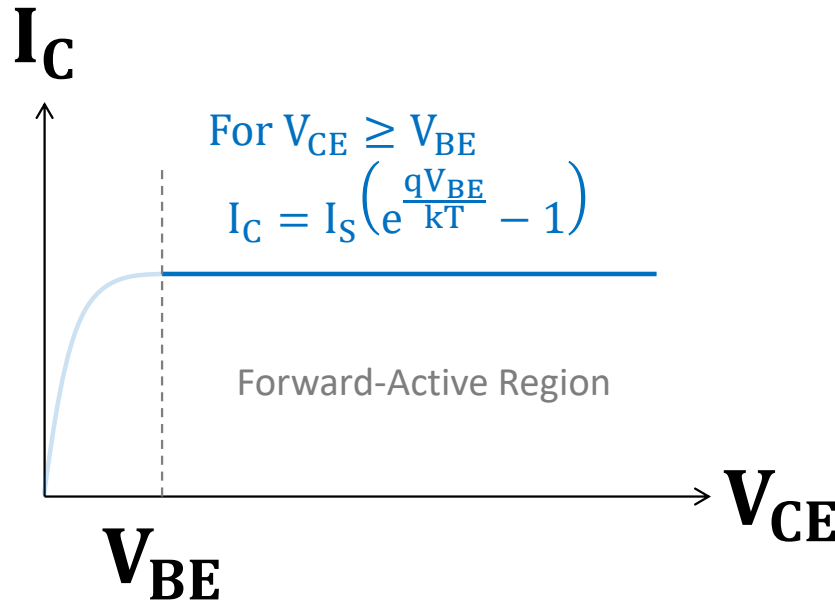 I_C
For V_CE ≥ V_BE
I_C = I_S(e^(qV_BE/kT) − 1)
Forward-Active Region
V_CE
V_BE